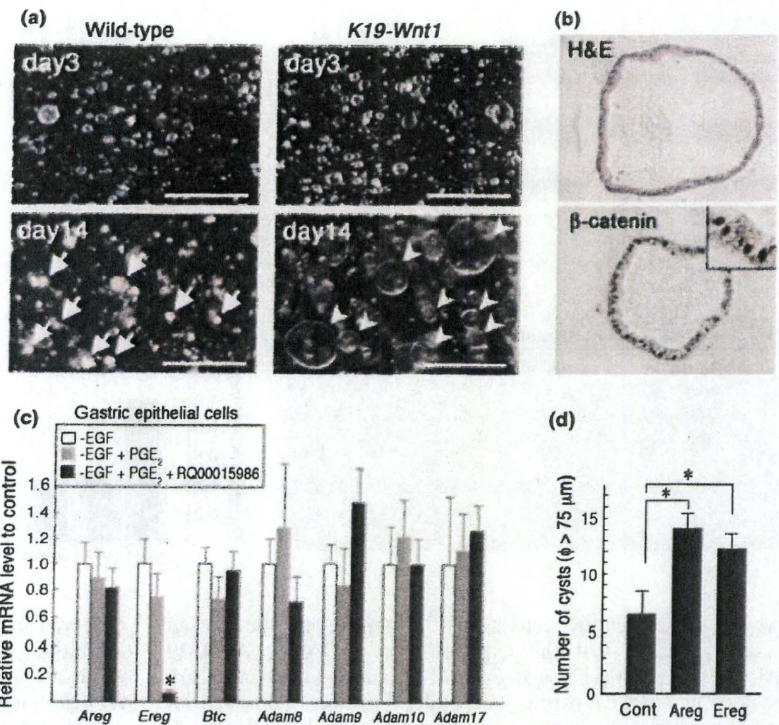 (a)
Wild-type
K19-Wnt1
day3
day3
day14
day14
(b)
H&E
β-catenin
(c)
Gastric epithelial cells
-EGF
-EGF + PGE2
-EGF + PGE2 + RQ00015986
Relative mRNA level to control
1.6
1.4
1.2
1.0
0.8
0.6
0.4
0.2
*
Areg Ereg Btc Adam8 Adam9 Adam10 Adam17
(d)
Number of cysts (ϕ > 75 μm)
15
10
5
0
*
*
Cont Areg Ereg